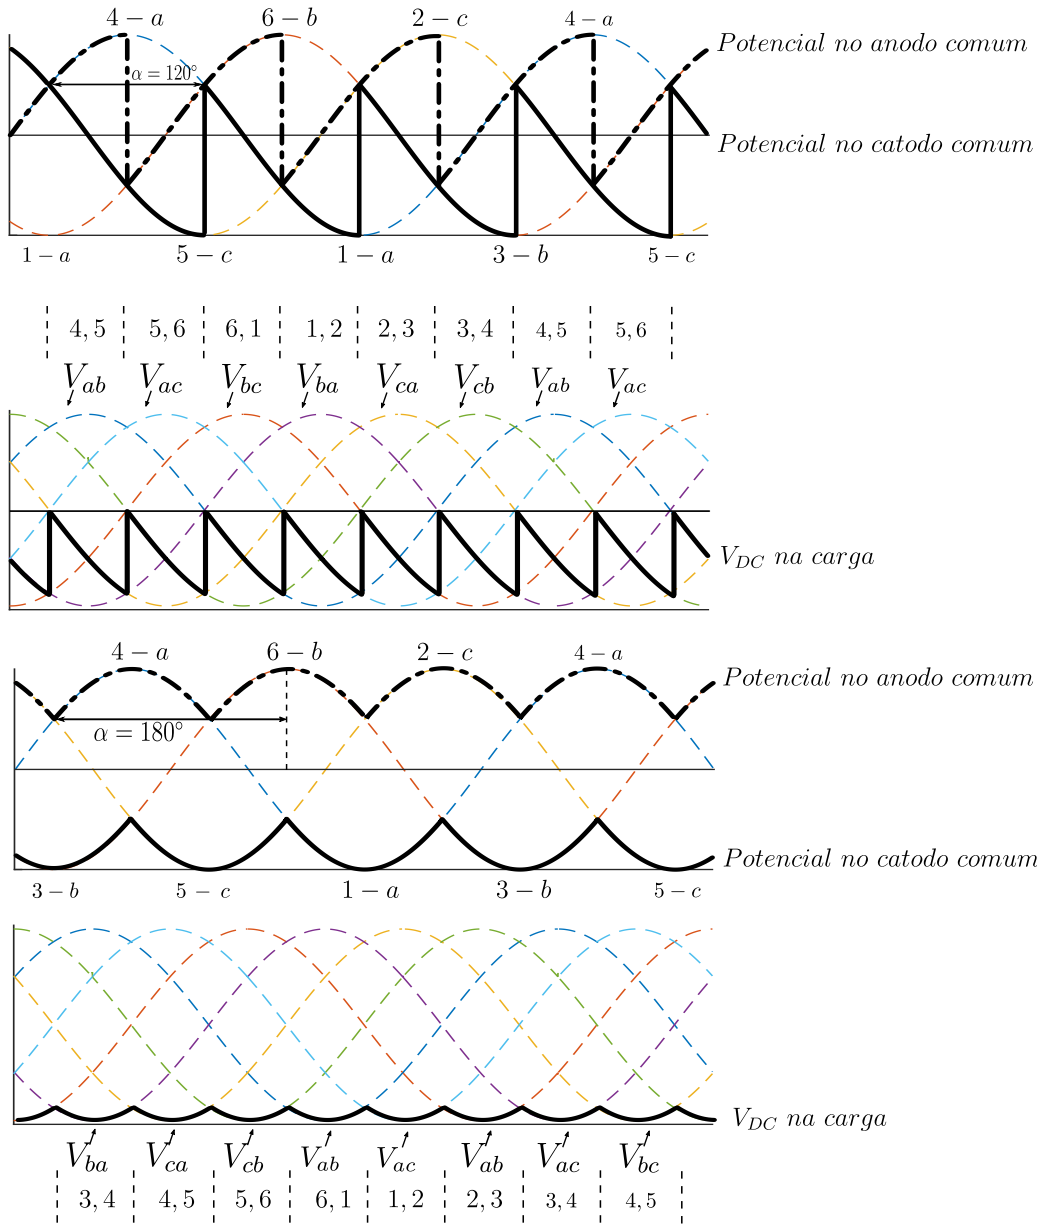 4 − a 6 − b 2 − c 4 − a
Potencial no anodo comum
α = 120°
Potencial no catodo comum
1 − a 5 − c 1 − a 3 − b 5 − c
4, 5 5, 6 6, 1 1, 2 2, 3 3, 4 4, 5 5, 6
V_ab V_ac V_bc V_ba V_ca V_cb V_ab V_ac
V_DC na carga
4 − a 6 − b 2 − c 4 − a
Potencial no anodo comum
α = 180°
Potencial no catodo comum
3 − b 5 − c 1 − a 3 − b 5 − c
V_DC na carga
V_ba V_ca V_cb V_ab V_ac V_ab V_ac V_bc
3, 4 4, 5 5, 6 6, 1 1, 2 2, 3 3, 4 4, 5